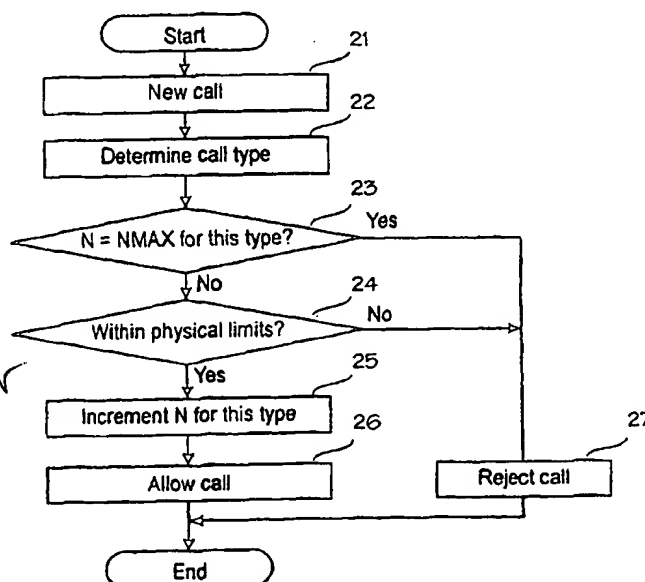 Start
21
New call
22
Determine call type
23
N = NMAX for this type?
Yes
No
24
Within physical limits?
No
Yes
25
Increment N for this type
26
Allow call
27
Reject call
End